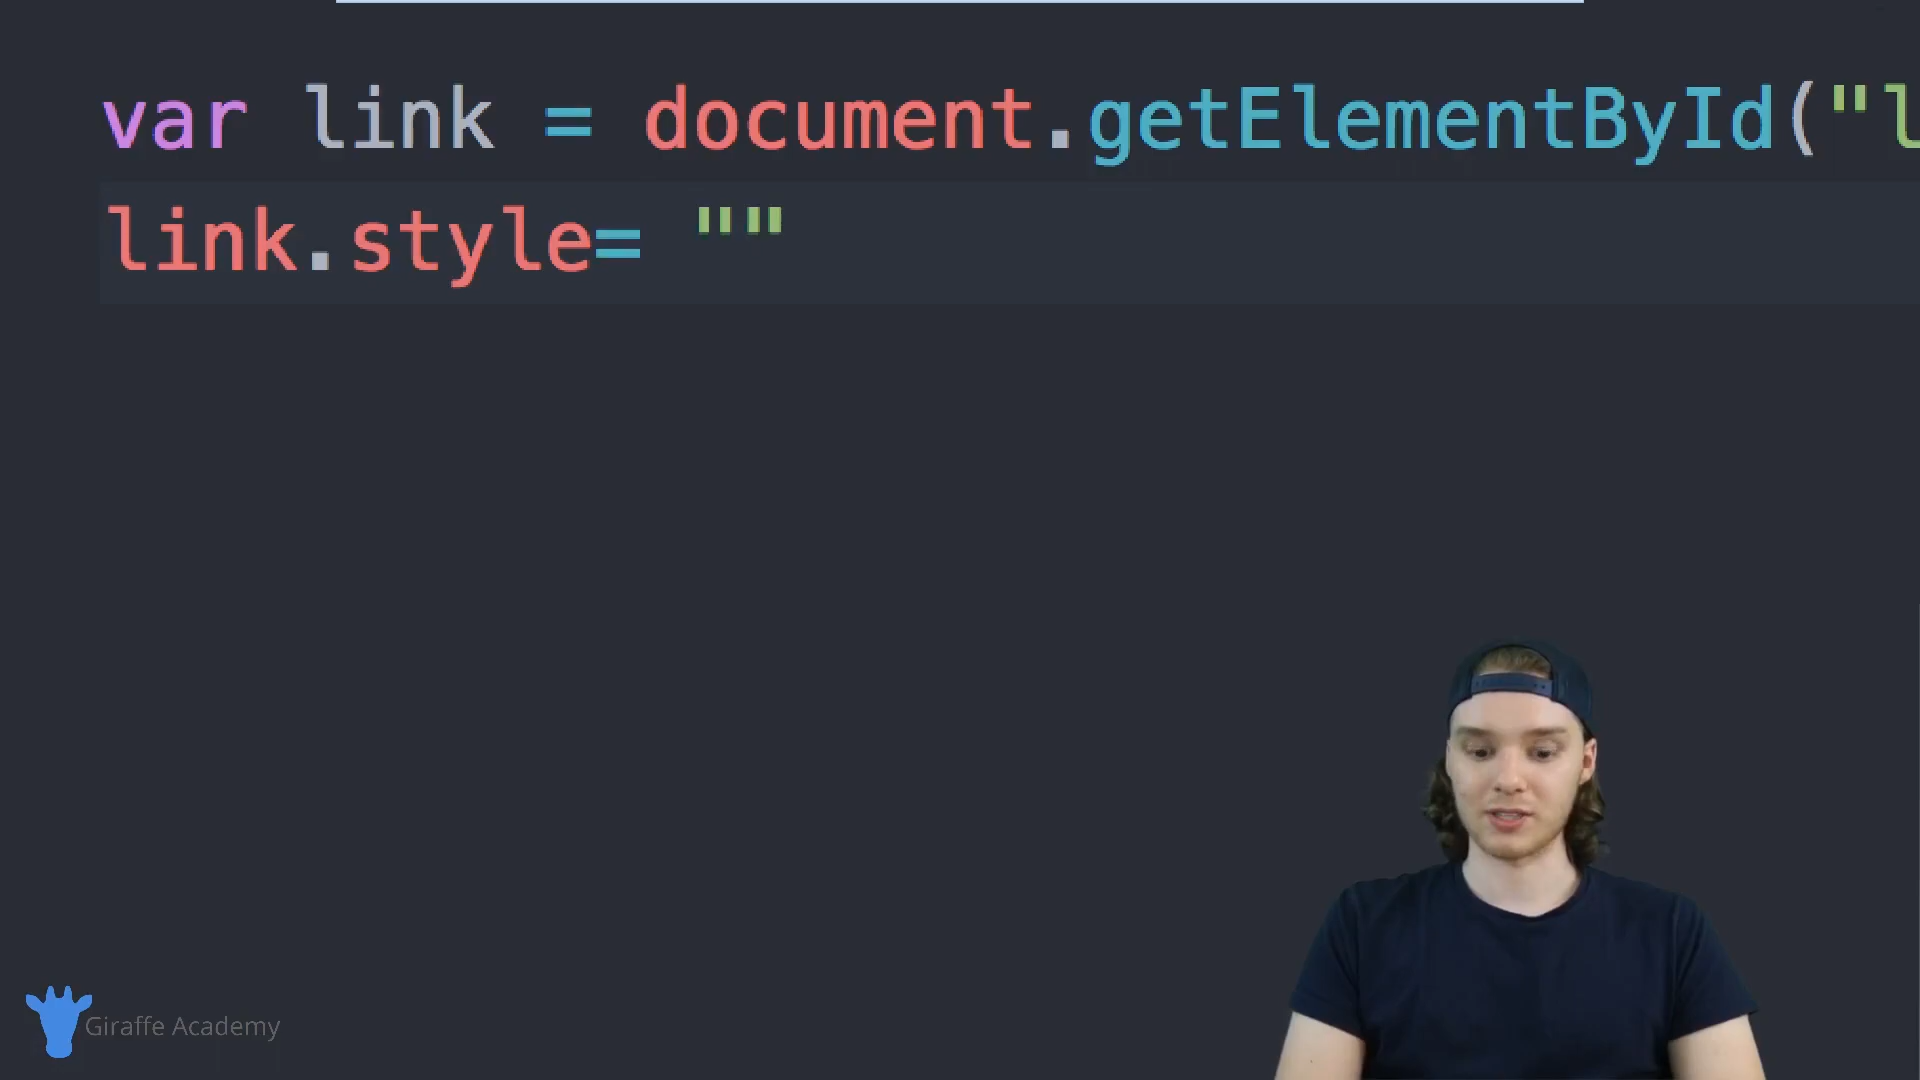 var link = document.getElementById("l
link.style= ""
Giraffe Academy